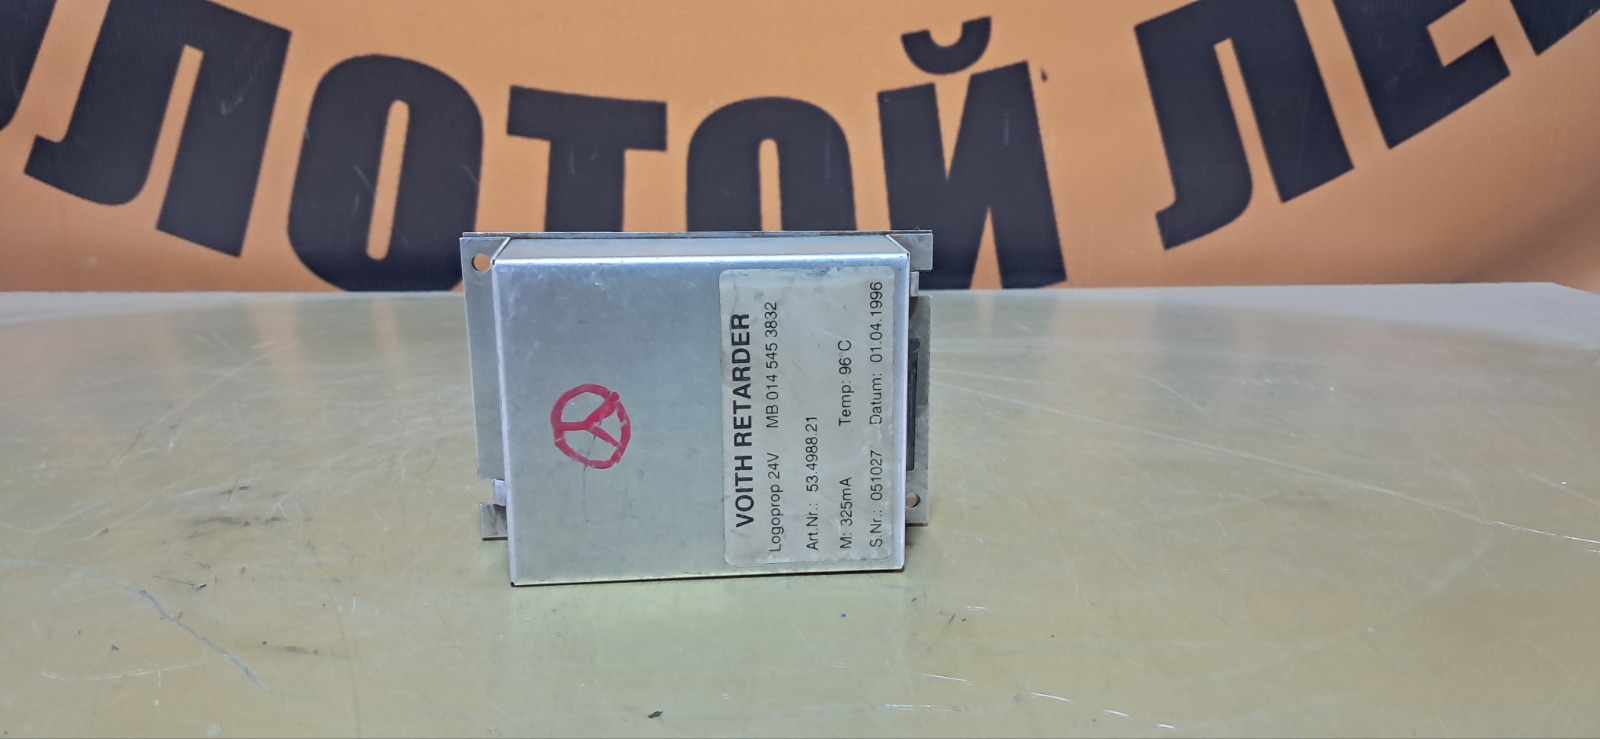 ОЛОТОЙ ЛЕ
VOITH RETARDER
Logoprop 24V MB 014 545 3832
Art.Nr.: 53.4988.21
M: 325mA Temp: 96°C
S.Nr.: 051027 Datum: 01.04.1996